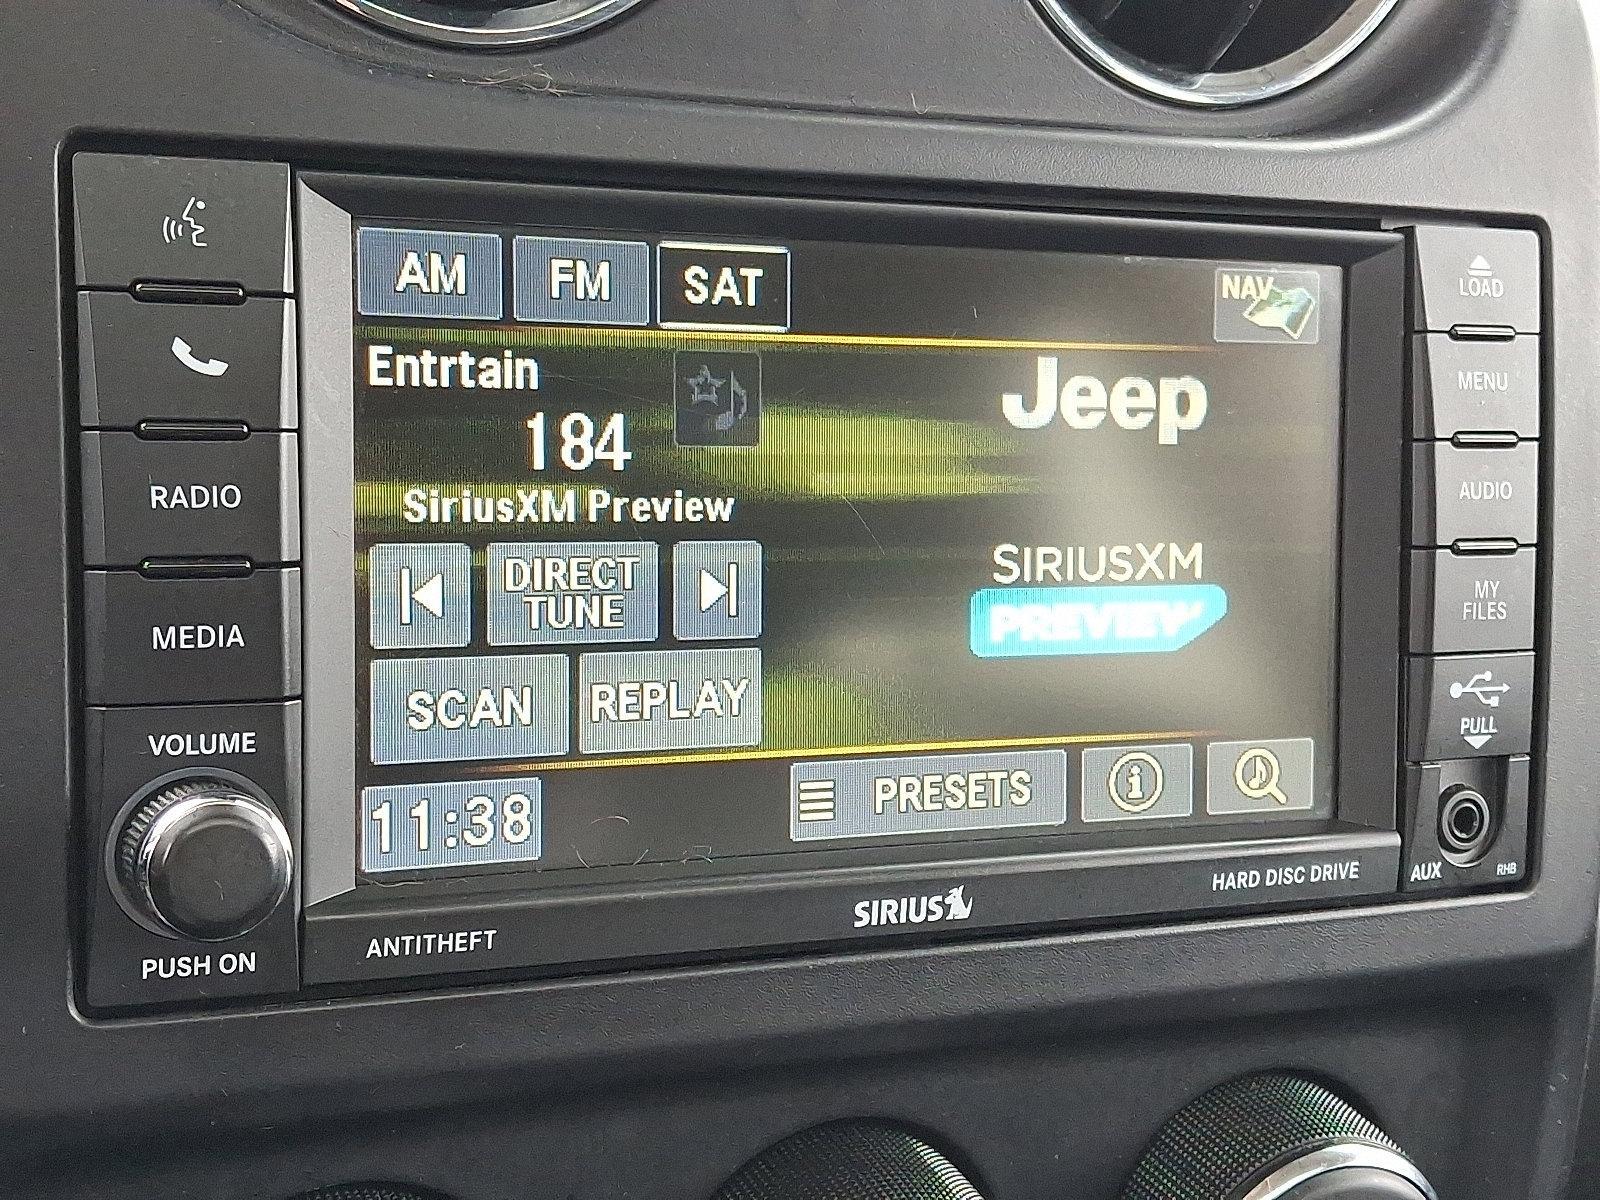 AM
FM
SAT
NAV
Entrtain
184
SiriusXM Preview
Jeep
SIRIUSXM
PREVIEW
DIRECT
TUNE
SCAN
REPLAY
11:38
PRESETS
RADIO
MEDIA
VOLUME
PUSH ON
LOAD
MENU
AUDIO
MY
FILES
PULL
AUX
RHB
ANTITHEFT
SIRIUS
HARD DISC DRIVE